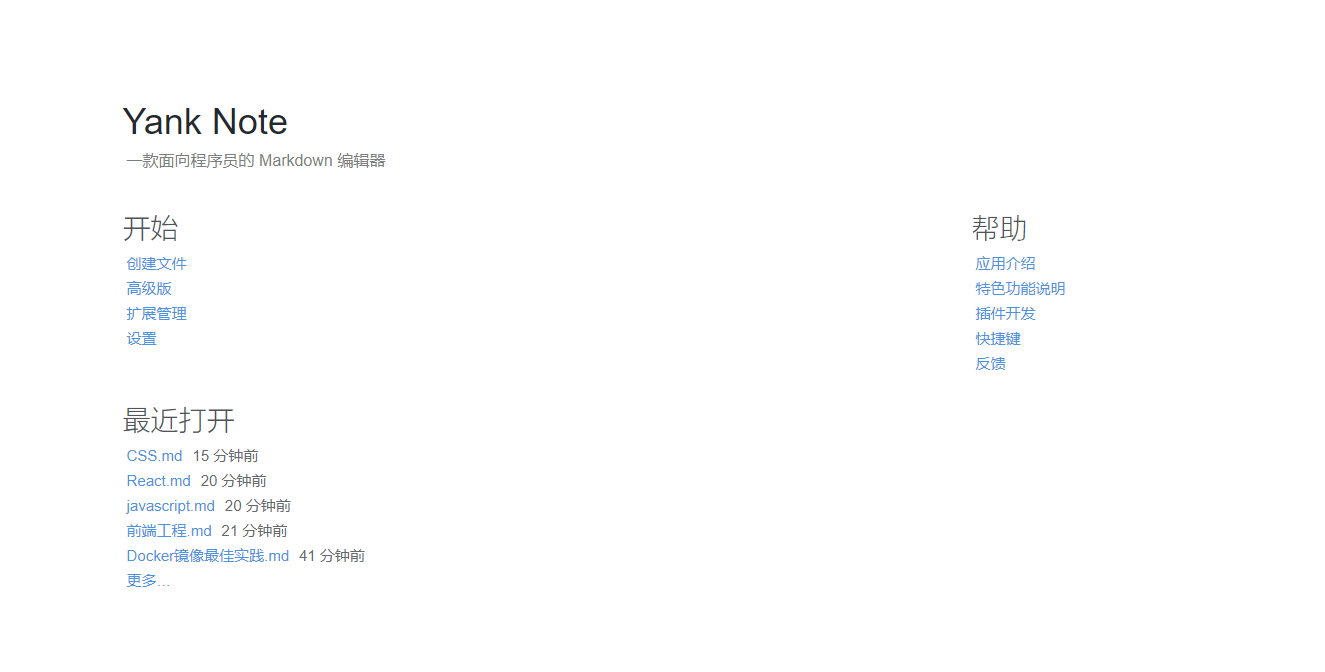 Yank Note
一款面向程序员的 Markdown 编辑器
开始
创建文件
高级版
扩展管理
设置
帮助
应用介绍
特色功能说明
插件开发
快捷键
反馈
最近打开
CSS.md 15 分钟前
React.md 20 分钟前
javascript.md 20 分钟前
前端工程.md 21 分钟前
Docker镜像最佳实践.md 41 分钟前
更多...